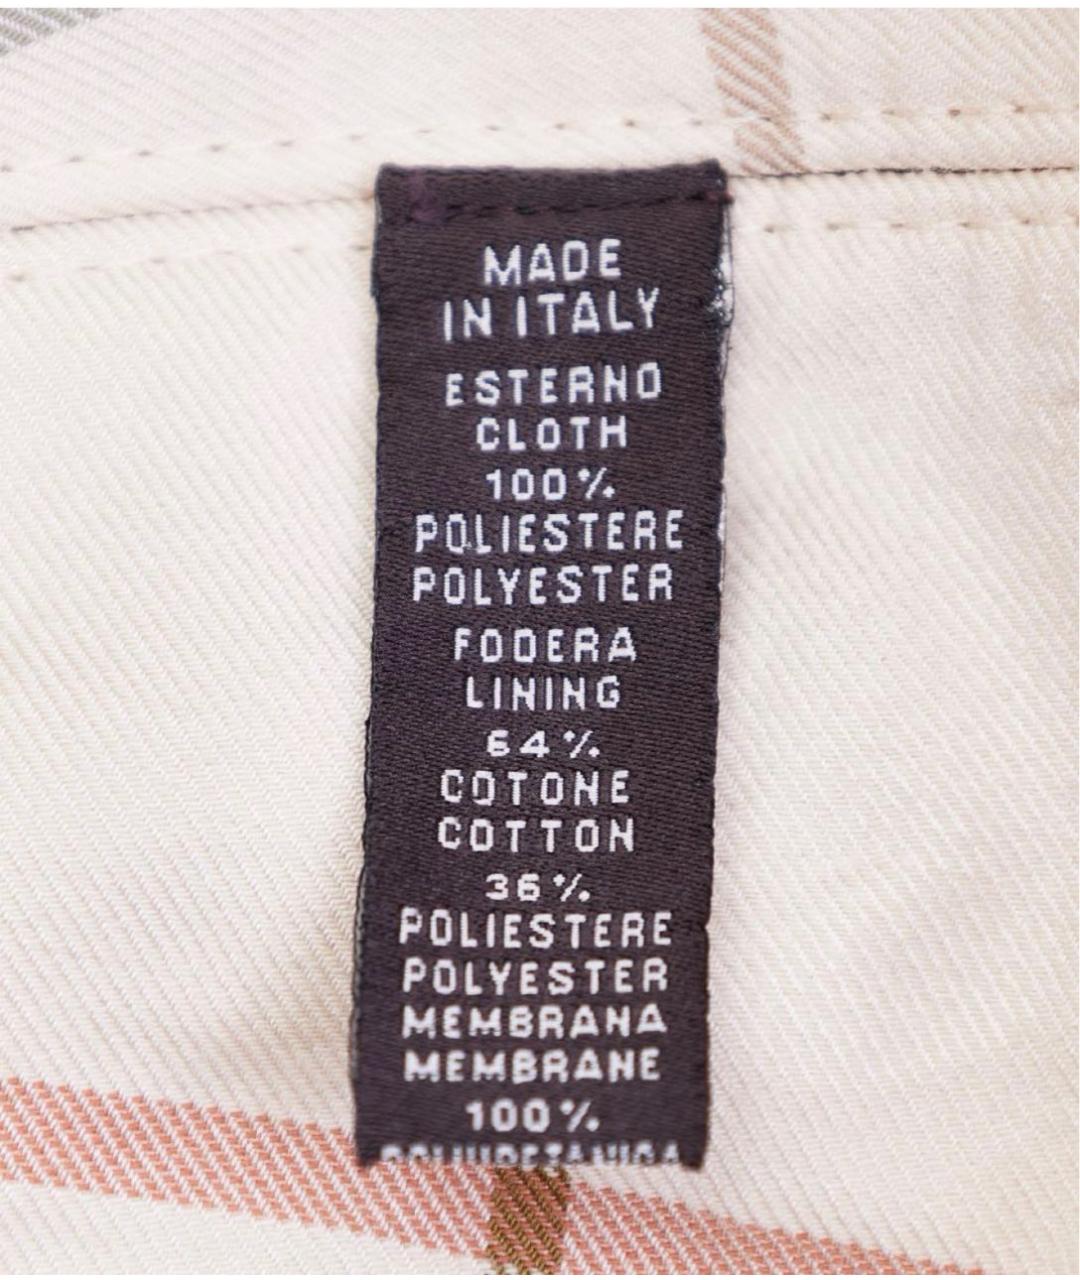 MADE
IN ITALY
ESTERNO
CLOTH
100%
POLIESTERE
POLYESTER
FODERA
LINING
64%
COTONE
COTTON
36%
POLIESTERE
POLYESTER
MEMBRANA
MEMBRANE
100%